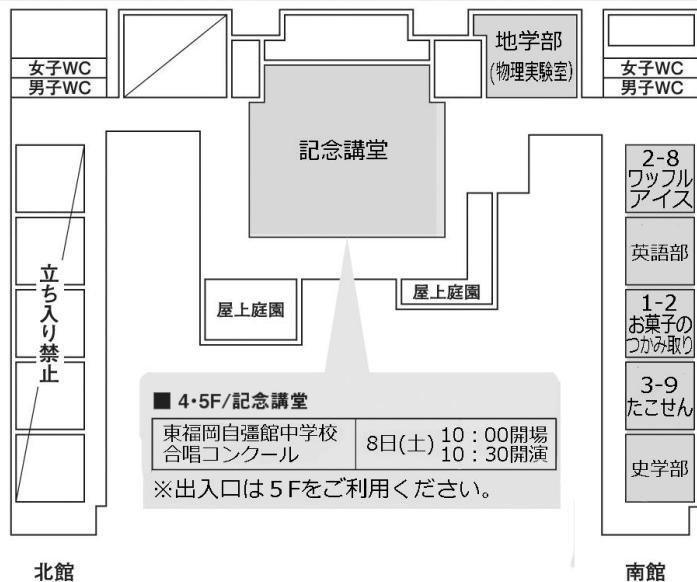 地学部
(物理実験室)
女子WC
男子WC
女子WC
男子WC
記念講堂
2-8
ワッフル
アイス
英語部
1-2
お菓子の
つかみ取り
3-9
たこせん
史学部
立ち入り禁止
屋上庭園
屋上庭園
■ 4・5F/記念講堂
東福岡自彊館中学校
合唱コンクール
8日(土) 10：00開場
10：30開演
※出入口は５Fをご利用ください。
北館
南館